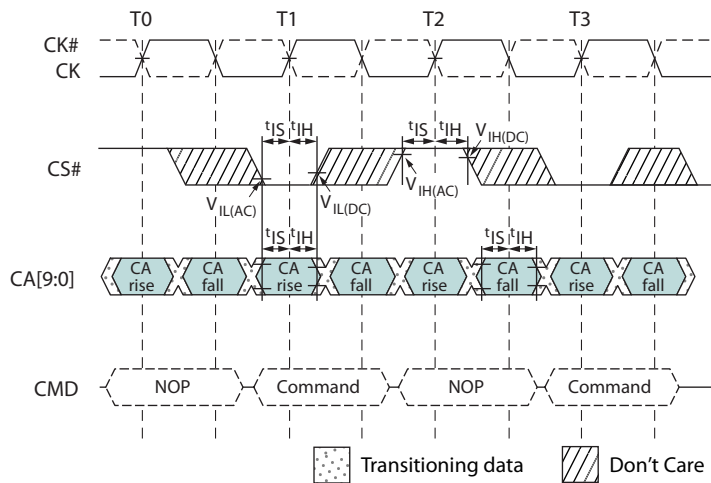 T0 T1 T2 T3
CK#
CK
tIS tIH tIS tIH VIH(DC)
CS#
VIL(AC) VIL(DC) VIH(AC)
tIS tIH tIS tIH
CA[9:0] CA rise CA fall CA rise CA fall CA rise CA fall CA rise CA fall
CMD NOP Command NOP Command
Transitioning data Don't Care